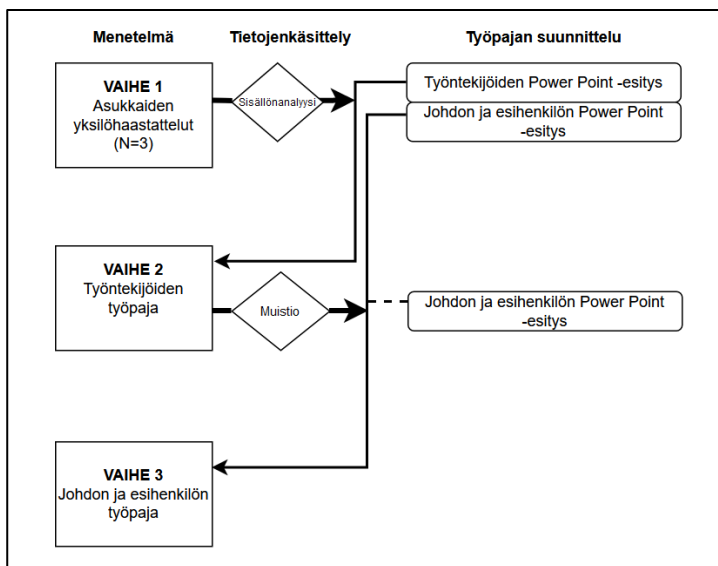 Menetelmä
Tietojenkäsittely
Työpajan suunnittelu
VAIHE 1
Asukkaiden
yksilöhaastattelut
(N=3)
Sisällönanalyysi
Työntekijöiden Power Point -esitys
Johdon ja esihenkilön Power Point
-esitys
VAIHE 2
Työntekijöiden
työpaja
Muistio
Johdon ja esihenkilön Power Point
-esitys
VAIHE 3
Johdon ja esihenkilön
työpaja